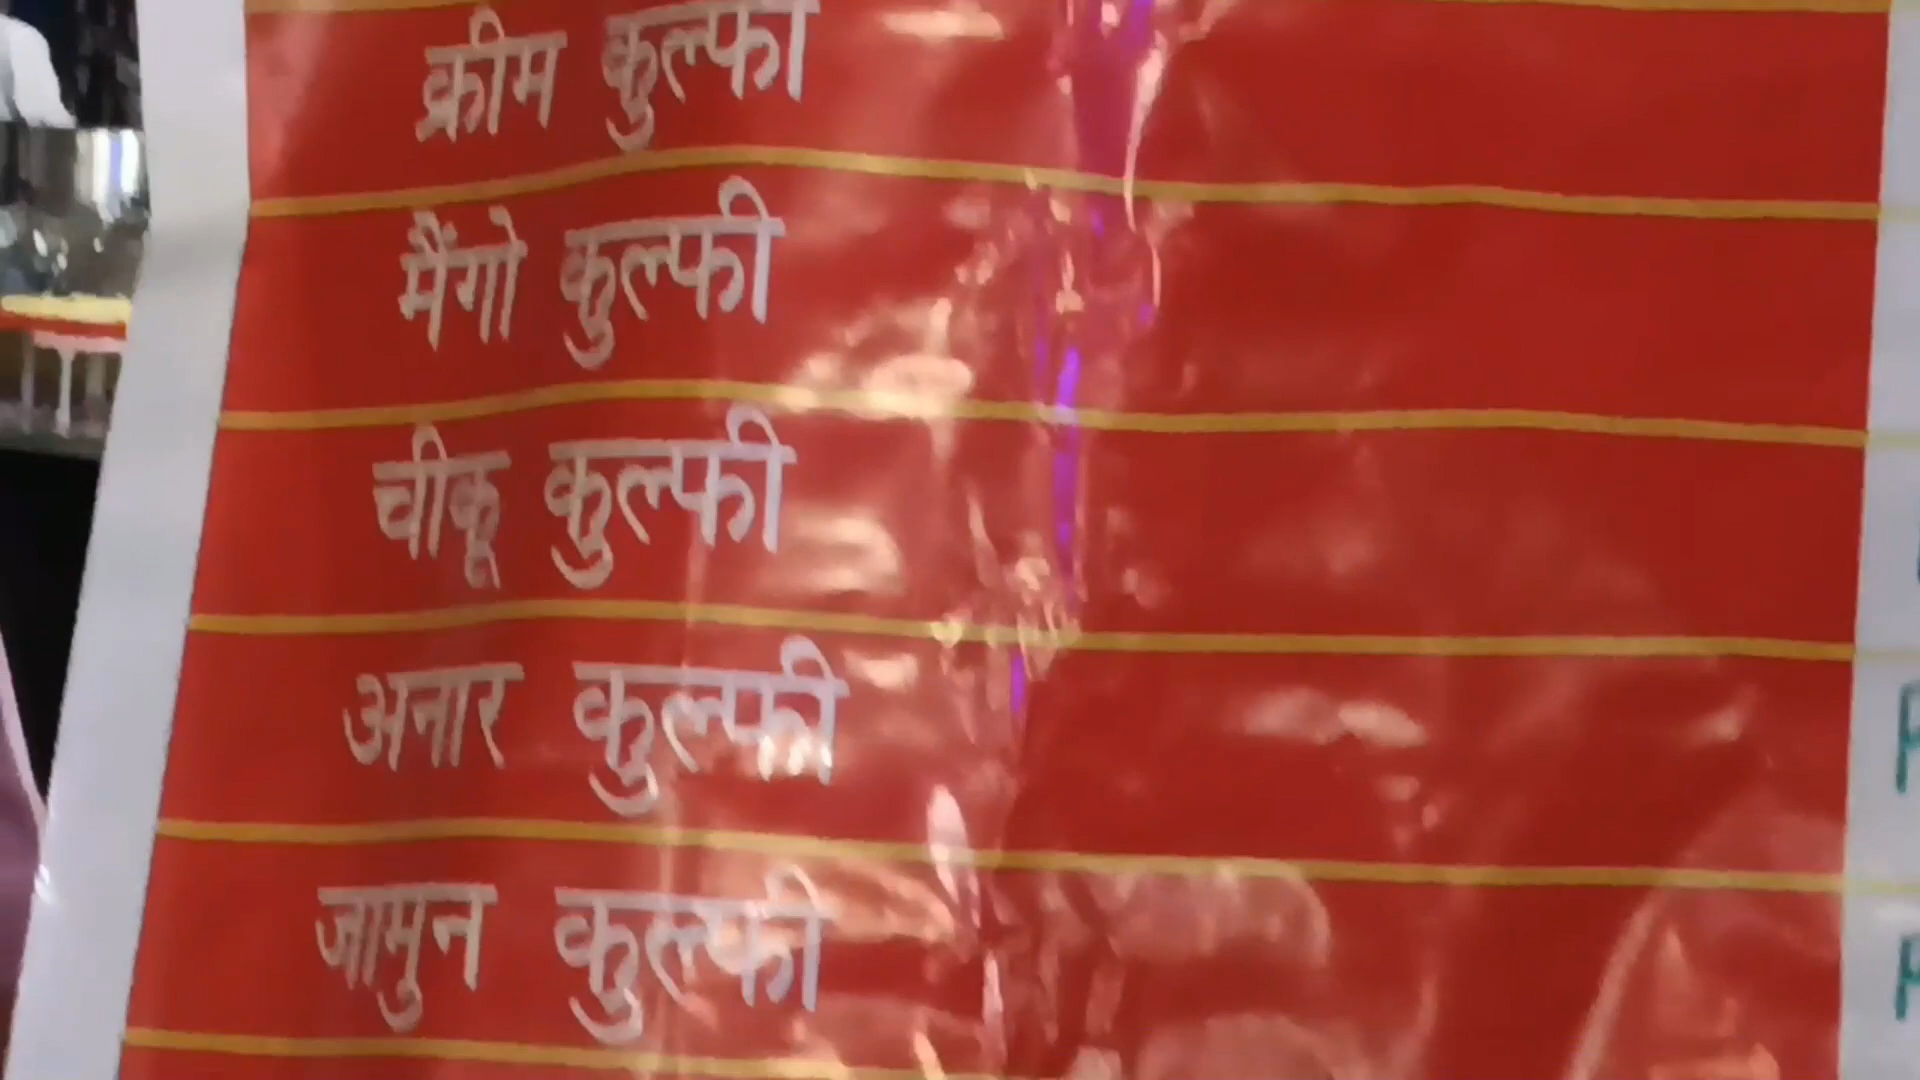 क्रीम कुल्फी
मैंगो कुल्फी
चीकू कुल्फी
अनार कुल्फी
जामुन कुल्फी